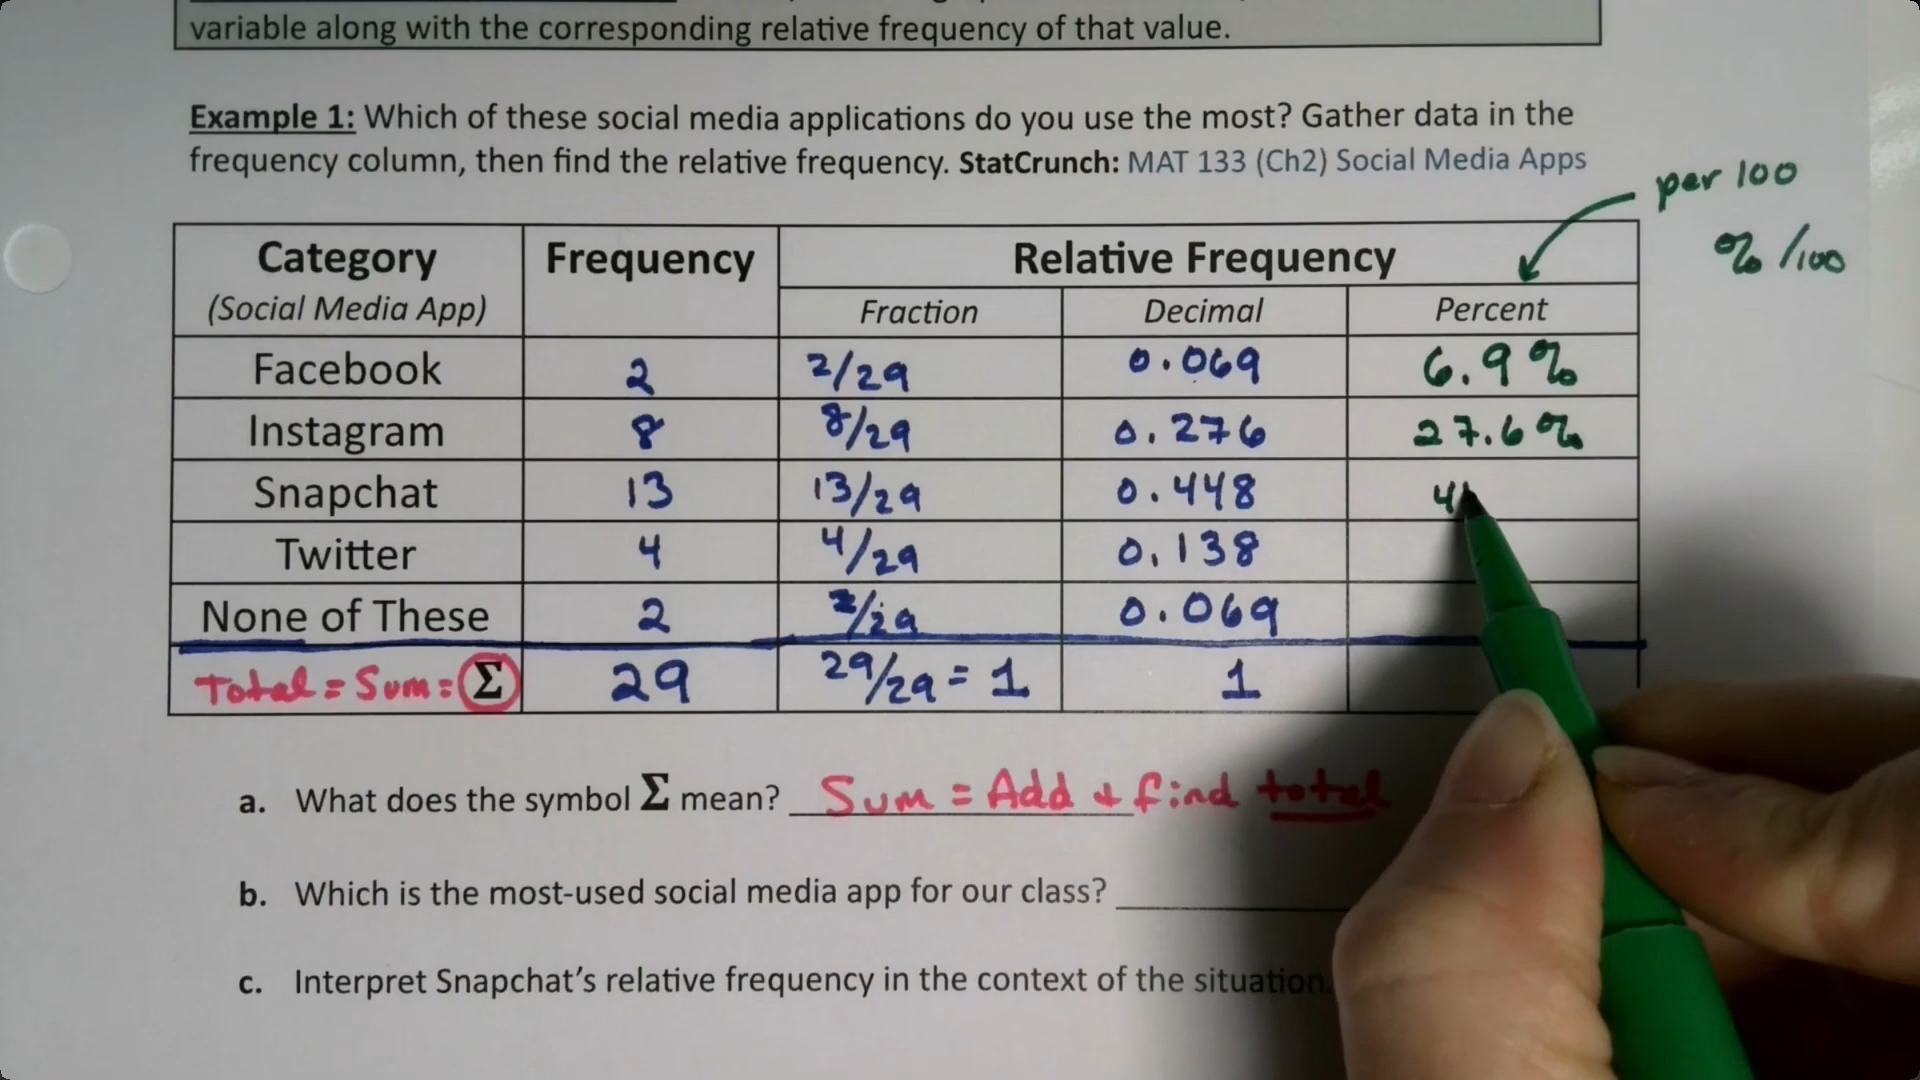 variable along with the corresponding relative frequency of that value.
Example 1: Which of these social media applications do you use the most? Gather data in the
frequency column, then find the relative frequency. StatCrunch: MAT 133 (Ch2) Social Media Apps
per 100
% /100
Category Frequency Relative Frequency
(Social Media App) Fraction Decimal Percent
Facebook 2 2/29 0.069 6.9%
Instagram 8 8/29 0.276 27.6%
Snapchat 13 13/29 0.448 4
Twitter 4 4/29 0.138
None of These 2 2/29 0.069
Total = Sum = Σ 29 29/29 = 1 1
a. What does the symbol Σ mean? Sum = Add + find total
b. Which is the most-used social media app for our class?
c. Interpret Snapchat's relative frequency in the context of the situation.